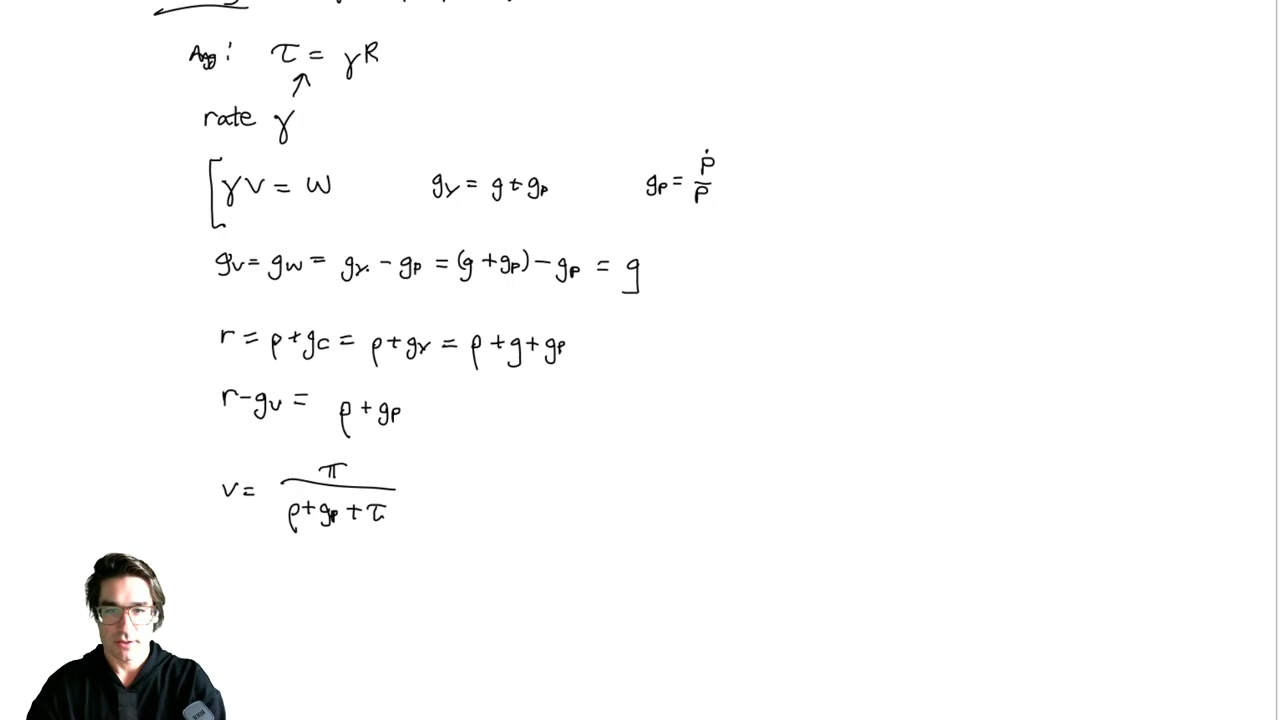 Agg: τ = γR
↑
rate γ
[γv = w g_Y = g + g_P g_P = Ṗ/P
g_v = g_w = g_Y - g_P = (g + g_P) - g_P = g
r = ρ + g_C = ρ + g_Y = ρ + g + g_P
r - g_v = ρ + g_P
v = π/(ρ + g_P + τ)